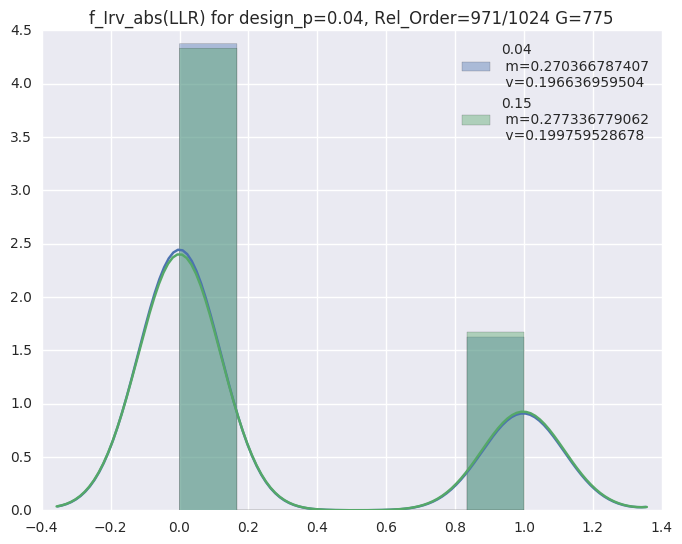 f_Irv_abs(LLR) for design_p=0.04, Rel_Order=971/1024 G=775
4.5
4.0
3.5
3.0
2.5
2.0
1.5
1.0
0.5
0.0
0.04
m=0.270366787407
v=0.196636959504
0.15
m=0.277336779062
v=0.199759528678
−0.4 −0.2 0.0 0.2 0.4 0.6 0.8 1.0 1.2 1.4